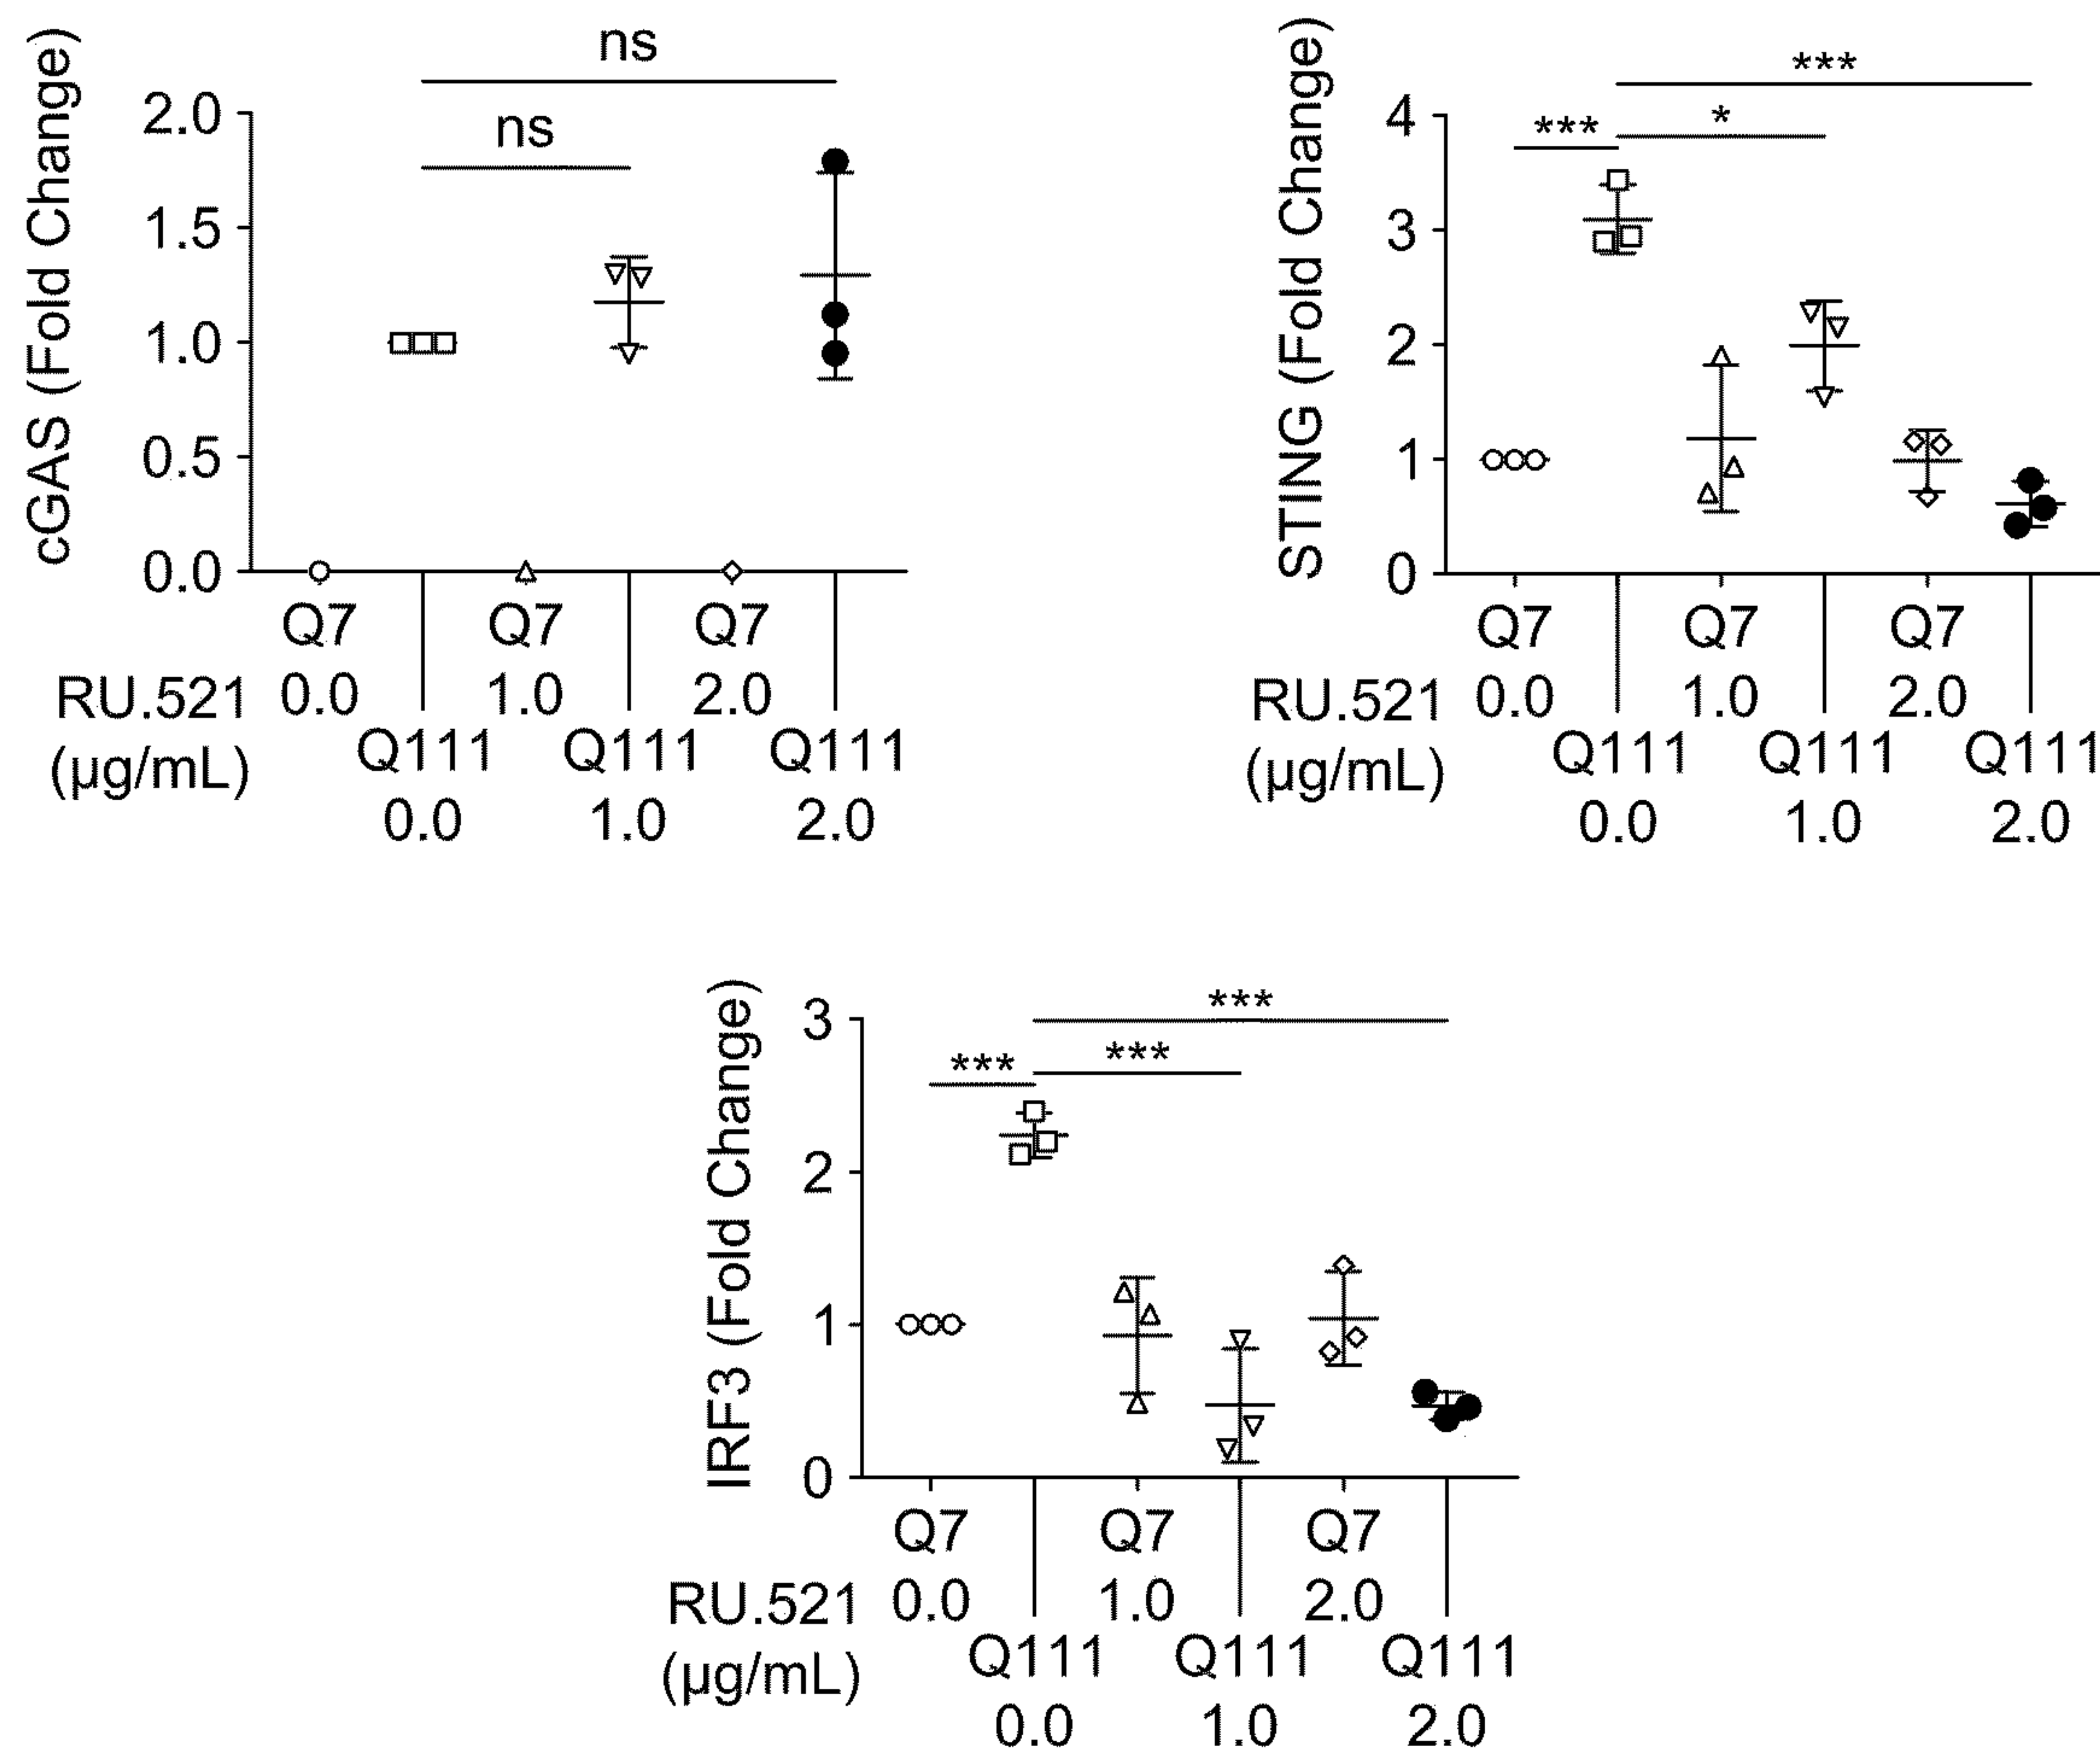 cGAS (Fold Change)
ns
ns
2.0
1.5
1.0
0.5
0.0
Q7 Q7 Q7
RU.521 0.0 1.0 2.0
(µg/mL) Q111 Q111 Q111
0.0 1.0 2.0
STING (Fold Change)
***
*** *
4
3
2
1
0
Q7 Q7 Q7
RU.521 0.0 1.0 2.0
(µg/mL) Q111 Q111 Q111
0.0 1.0 2.0
IRF3 (Fold Change)
***
*** ***
3
2
1
0
Q7 Q7 Q7
RU.521 0.0 1.0 2.0
(µg/mL) Q111 Q111 Q111
0.0 1.0 2.0